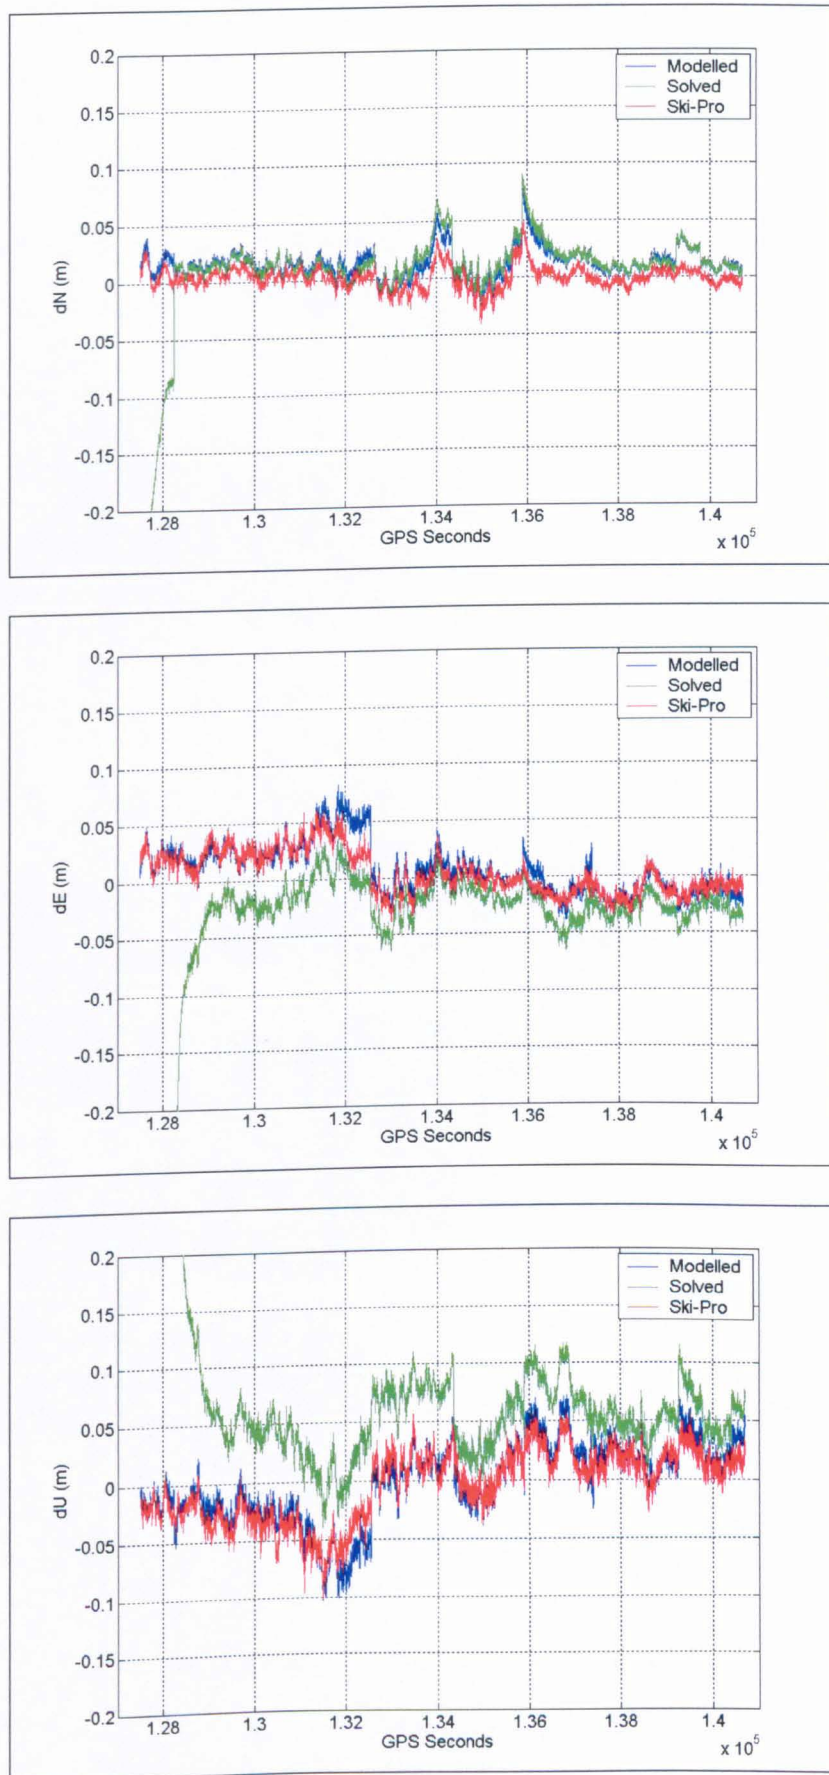 0.2
0.15
0.1
0.05
0
-0.05
-0.1
-0.15
-0.2
dN (m)
Modelled
Solved
Ski-Pro
1.28 1.3 1.32 1.34 1.36 1.38 1.4
GPS Seconds
x 10^5
0.2
0.15
0.1
0.05
0
-0.05
-0.1
-0.15
-0.2
dE (m)
Modelled
Solved
Ski-Pro
1.28 1.3 1.32 1.34 1.36 1.38 1.4
GPS Seconds
x 10^5
0.2
0.15
0.1
0.05
0
-0.05
-0.1
-0.15
-0.2
dU (m)
Modelled
Solved
Ski-Pro
1.28 1.3 1.32 1.34 1.36 1.38 1.4
GPS Seconds
x 10^5